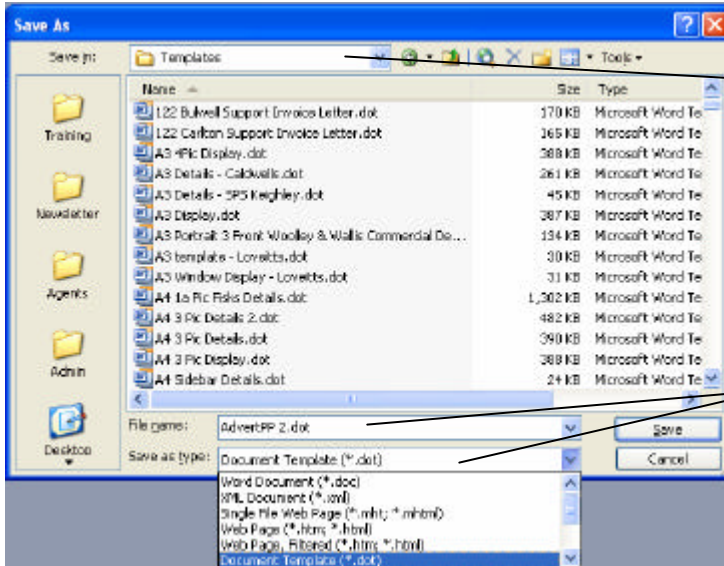 Save As
Save in: Templates Tools
Name Size Type
122 Bulwell Support Invoice Letter.dot 170 KB Microsoft Word Te
122 Carlton Support Invoice Letter.dot 165 KB Microsoft Word Te
A3 4Pic Display.dot 388 KB Microsoft Word Te
A3 Details - Caldwells.dot 261 KB Microsoft Word Te
A3 Details - SPS Keighley.dot 45 KB Microsoft Word Te
A3 Display.dot 387 KB Microsoft Word Te
A3 Portrait 3 Front Woolley & Wallis Commercial De... 134 KB Microsoft Word Te
A3 template - Loveitts.dot 30 KB Microsoft Word Te
A3 Window Display - Loveitts.dot 31 KB Microsoft Word Te
A4 1a Pic Fisks Details.dot 1,302 KB Microsoft Word Te
A4 3 Pic Details 2.dot 482 KB Microsoft Word Te
A4 3 Pic Details.dot 390 KB Microsoft Word Te
A4 3 Pic Display.dot 388 KB Microsoft Word Te
A4 Sidebar Details.dot 24 KB Microsoft Word Te
Training
Newsletter
Agents
Admin
Desktop
File name: AdvertPP 2.dot Save
Save as type: Document Template (*.dot) Cancel
Word Document (*.doc)
XML Document (*.xml)
Single File Web Page (*.mht; *.mhtml)
Web Page (*.htm; *.html)
Web Page, Filtered (*.htm; *.html)
Document Template (*.dot)